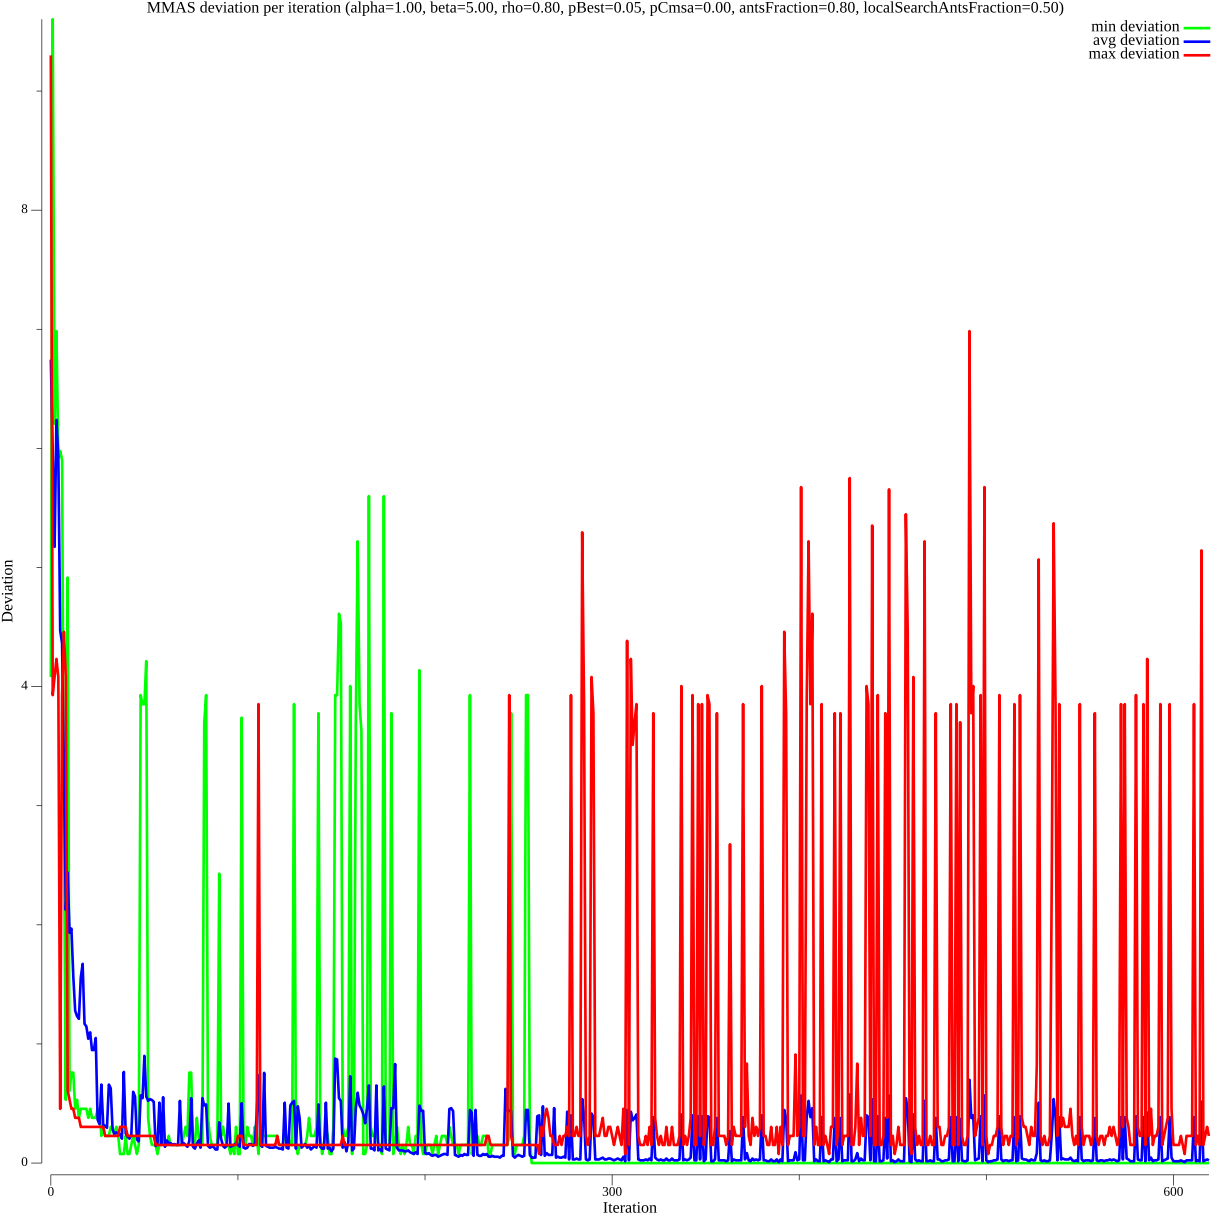 MMAS deviation per iteration (alpha=1.00, beta=5.00, rho=0.80, pBest=0.05, pCmsa=0.00, antsFraction=0.80, localSearchAntsFraction=0.50)
min deviation
avg deviation
max deviation
8
4
0
Deviation
0
300
600
Iteration